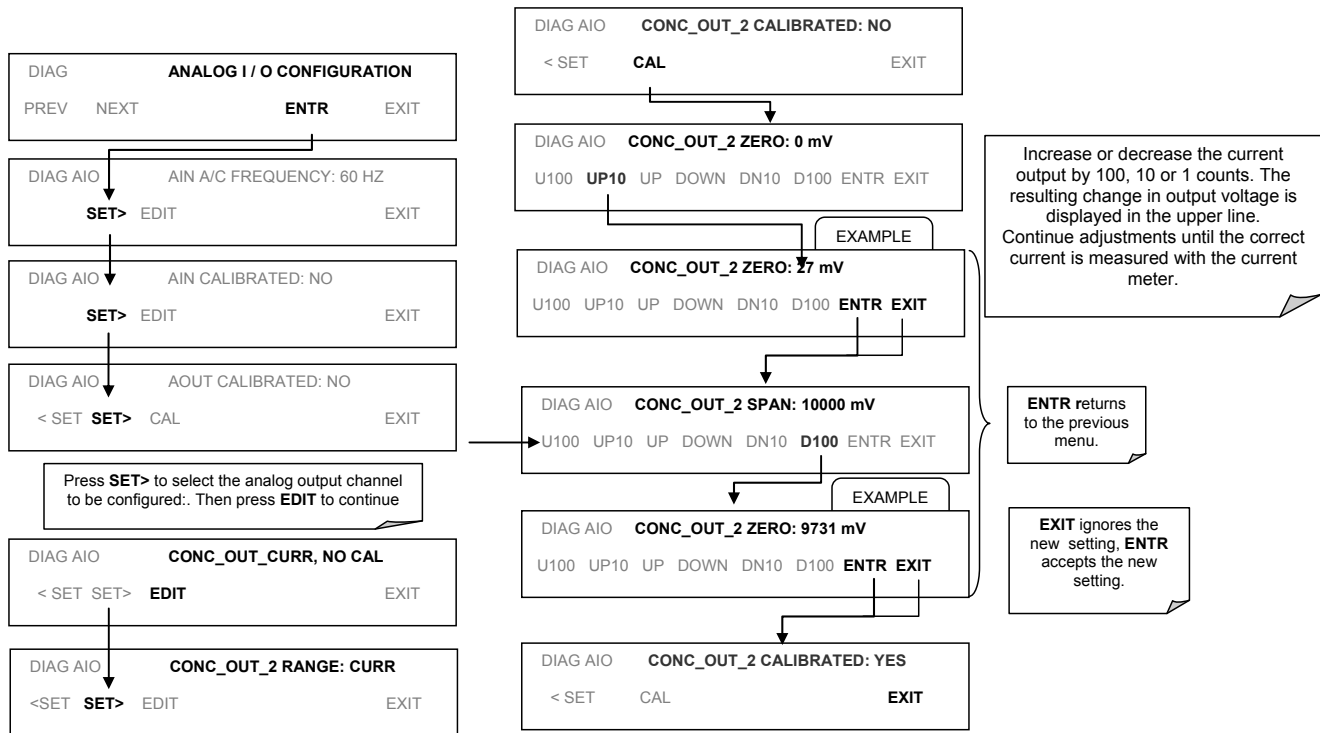 DIAG ANALOG I / O CONFIGURATION
PREV NEXT ENTR EXIT
DIAG AIO AIN A/C FREQUENCY: 60 HZ
SET> EDIT EXIT
DIAG AIO AIN CALIBRATED: NO
SET> EDIT EXIT
DIAG AIO AOUT CALIBRATED: NO
< SET SET> CAL EXIT
Press SET> to select the analog output channel
to be configured:. Then press EDIT to continue
DIAG AIO CONC_OUT_CURR, NO CAL
< SET SET> EDIT EXIT
DIAG AIO CONC_OUT_2 RANGE: CURR
<SET SET> EDIT EXIT
DIAG AIO CONC_OUT_2 CALIBRATED: NO
< SET CAL EXIT
DIAG AIO CONC_OUT_2 ZERO: 0 mV
U100 UP10 UP DOWN DN10 D100 ENTR EXIT
EXAMPLE
DIAG AIO CONC_OUT_2 ZERO: 27 mV
U100 UP10 UP DOWN DN10 D100 ENTR EXIT
DIAG AIO CONC_OUT_2 SPAN: 10000 mV
U100 UP10 UP DOWN DN10 D100 ENTR EXIT
EXAMPLE
DIAG AIO CONC_OUT_2 ZERO: 9731 mV
U100 UP10 UP DOWN DN10 D100 ENTR EXIT
DIAG AIO CONC_OUT_2 CALIBRATED: YES
< SET CAL EXIT
Increase or decrease the current
output by 100, 10 or 1 counts. The
resulting change in output voltage is
displayed in the upper line.
Continue adjustments until the correct
current is measured with the current
meter.
ENTR returns
to the previous
menu.
EXIT ignores the
new setting, ENTR
accepts the new
setting.